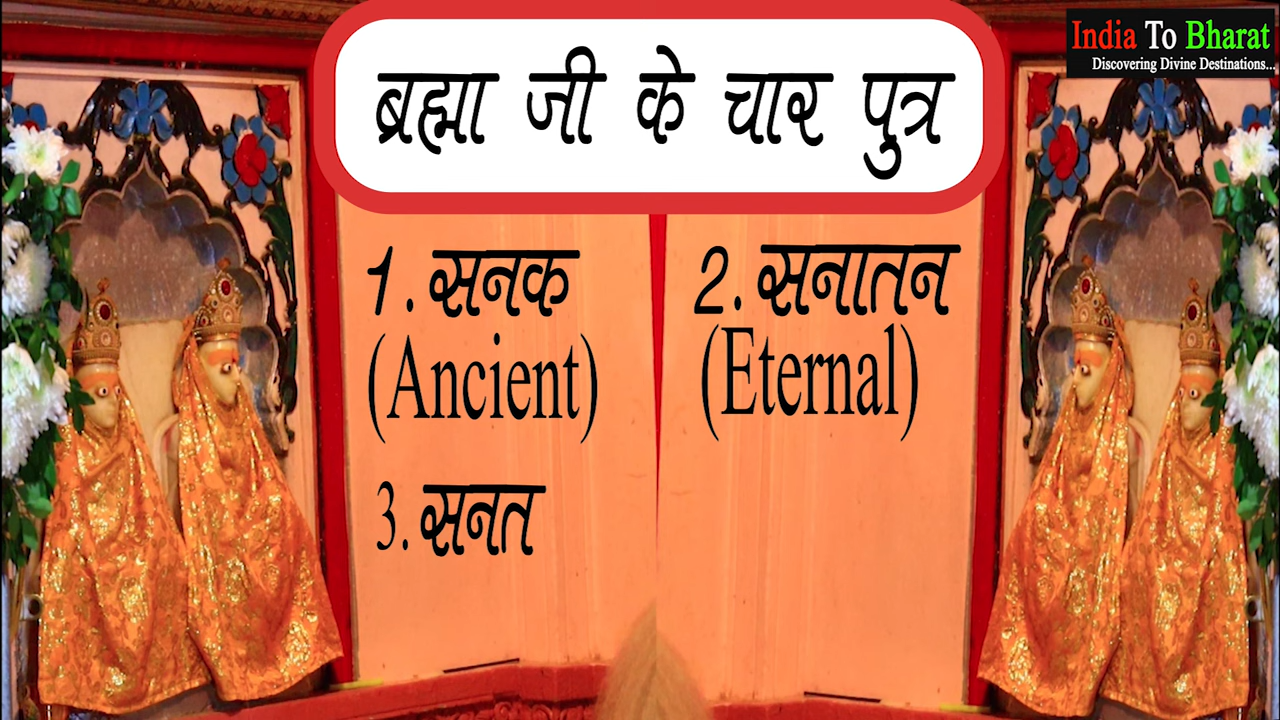 India To Bharat
Discovering Divine Destinations...
ब्रह्मा जी के चार पुत्र
1. सनक
(Ancient)
2. सनातन
(Eternal)
3. सनत